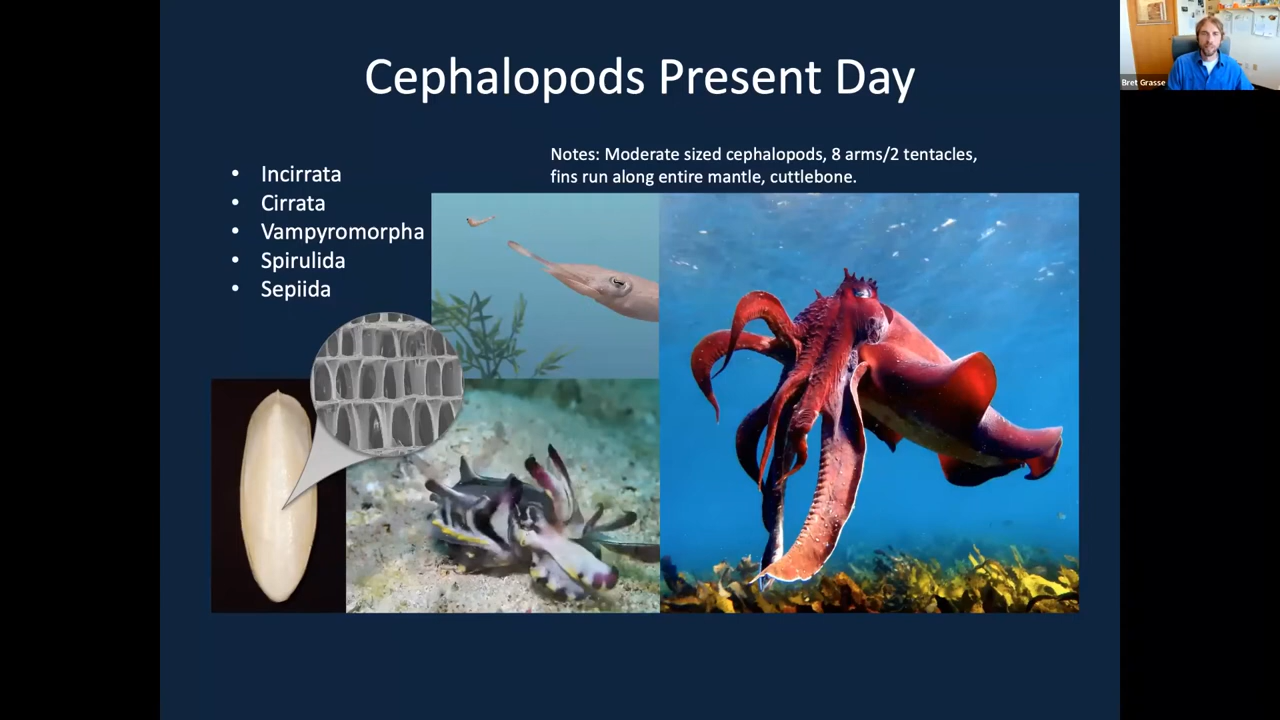 Cephalopods Present Day
Notes: Moderate sized cephalopods, 8 arms/2 tentacles,
fins run along entire mantle, cuttlebone.
• Incirrata
• Cirrata
• Vampyromorpha
• Spirulida
• Sepiida
Bret Grasse